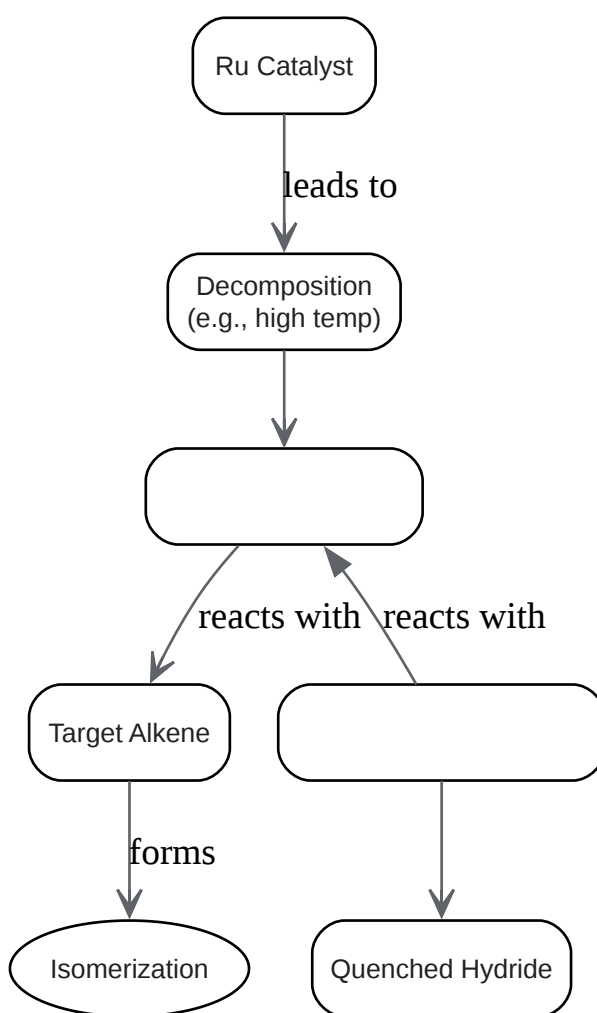 Ru Catalyst
leads to
Decomposition
(e.g., high temp)
reacts with
reacts with
Target Alkene
forms
Isomerization
Quenched Hydride